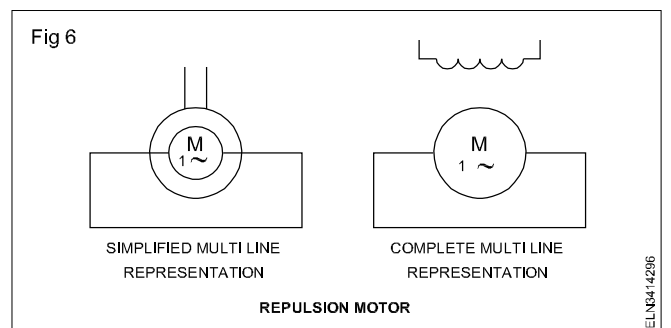 Fig 6
M
1 ~
M
1 ~
SIMPLIFIED MULTI LINE
REPRESENTATION
COMPLETE MULTI LINE
REPRESENTATION
REPULSION MOTOR
ELN3414296